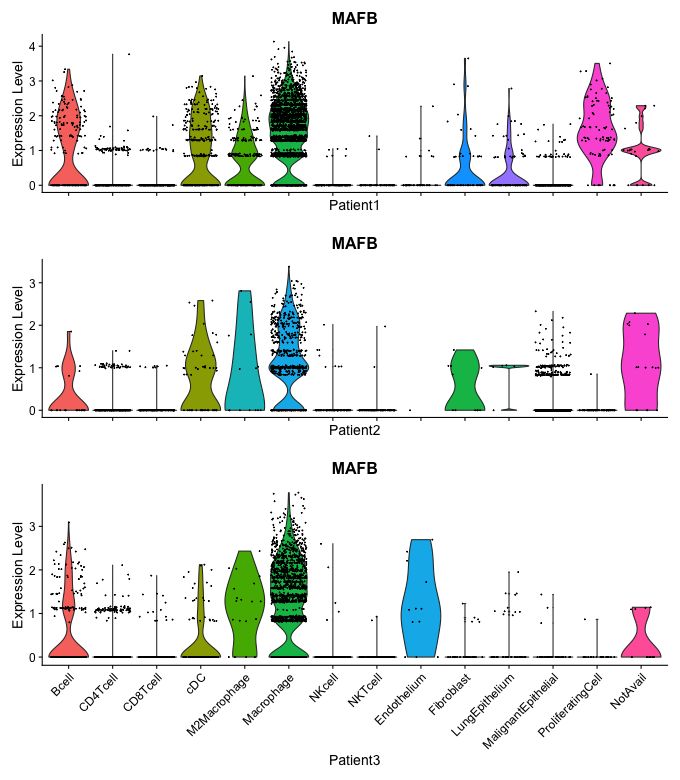 MAFB
Expression Level
4
3
2
1
0
Patient1
MAFB
Expression Level
3
2
1
0
Patient2
MAFB
Expression Level
3
2
1
0
Bcell
CD4Tcell
CD8Tcell
cDC
M2Macrophage
Macrophage
NKcell
NKTcell
Endothelium
Fibroblast
LungEpithelium
MalignantEpithelial
ProliferatingCell
NotAvail
Patient3